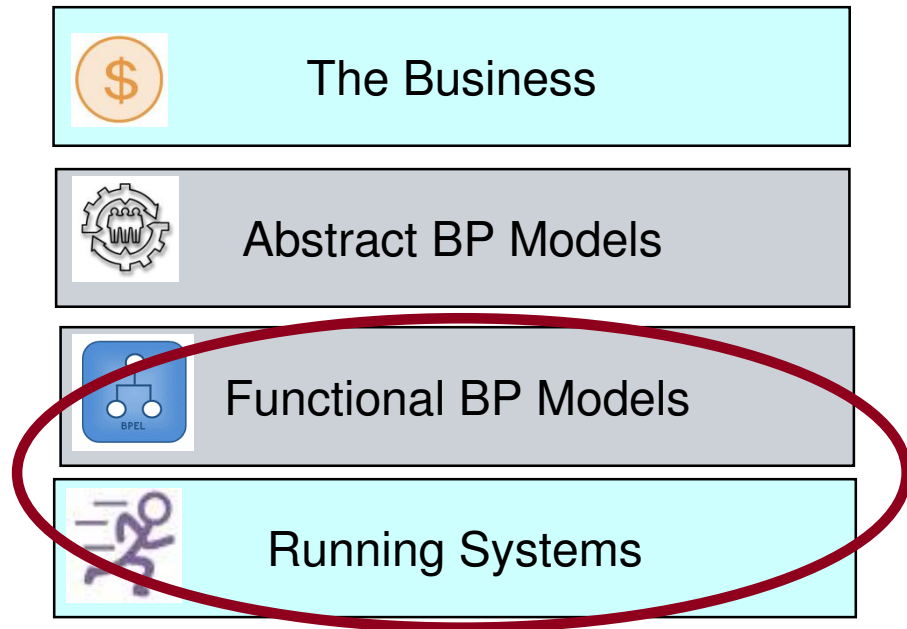 $
The Business
Abstract BP Models
Functional BP Models
BPEL
Running Systems